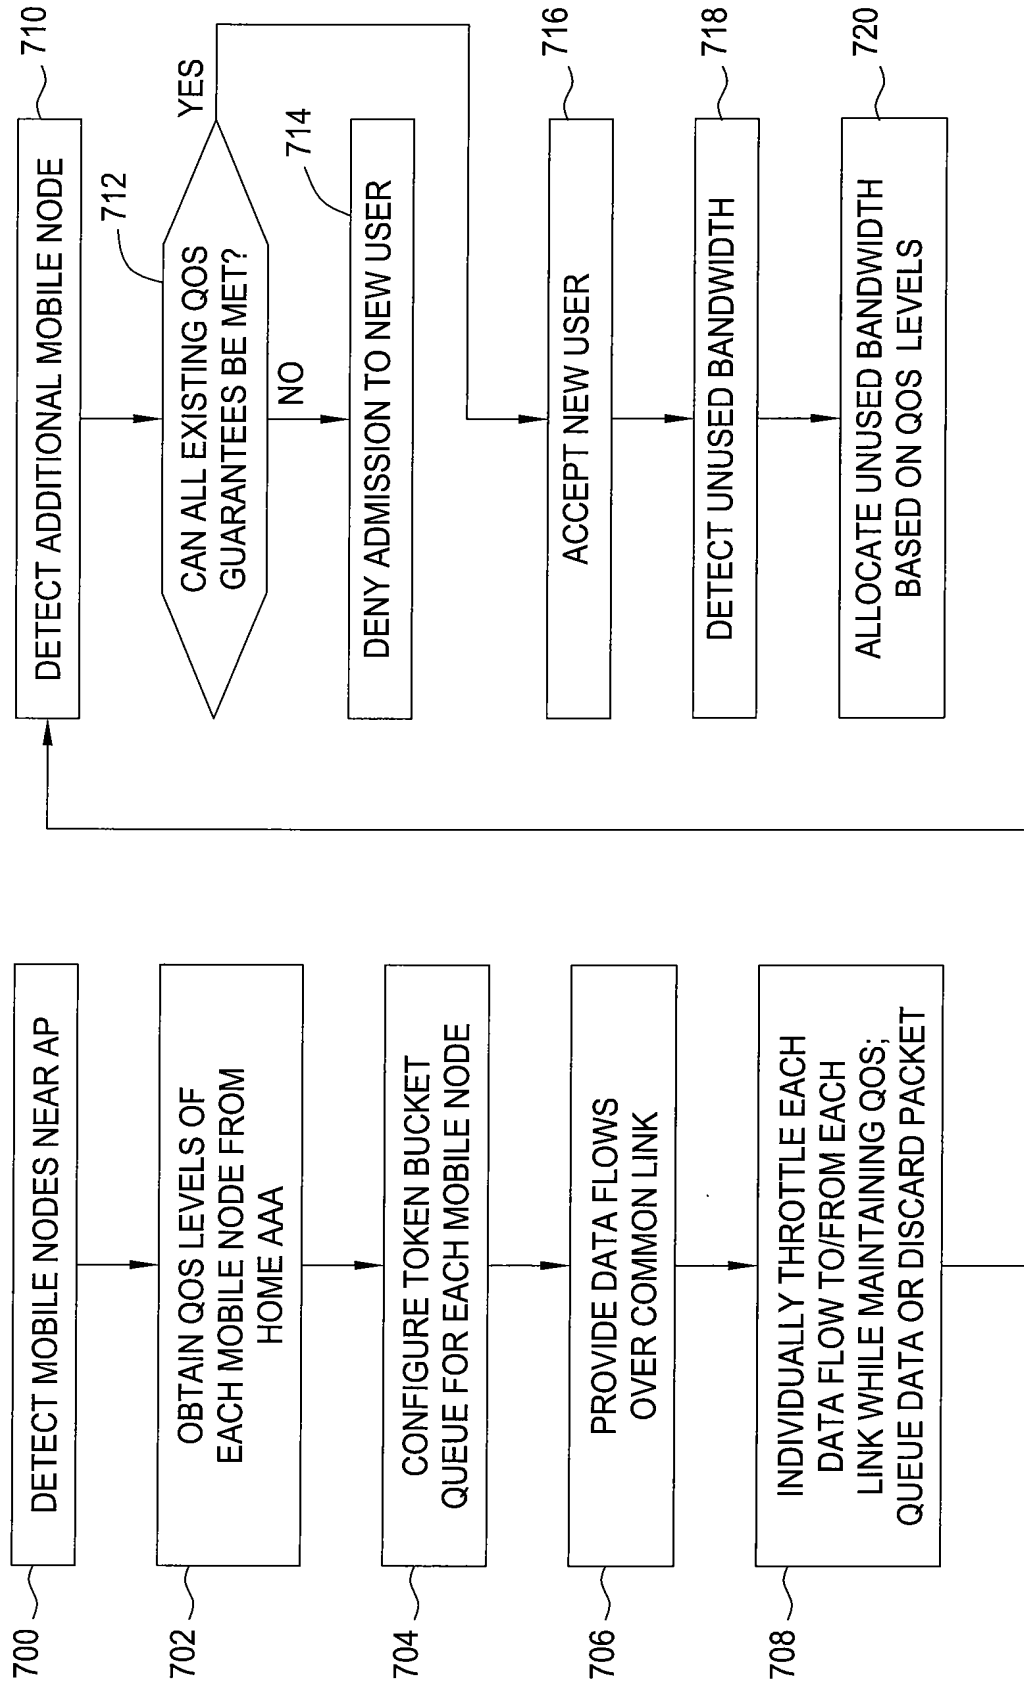 700
DETECT MOBILE NODES NEAR AP
702
OBTAIN QOS LEVELS OF
EACH MOBILE NODE FROM
HOME AAA
704
CONFIGURE TOKEN BUCKET
QUEUE FOR EACH MOBILE NODE
706
PROVIDE DATA FLOWS
OVER COMMON LINK
708
INDIVIDUALLY THROTTLE EACH
DATA FLOW TO/FROM EACH
LINK WHILE MAINTAINING QOS;
QUEUE DATA OR DISCARD PACKET
710
DETECT ADDITIONAL MOBILE NODE
712
CAN ALL EXISTING QOS
GUARANTEES BE MET?
YES
NO
714
DENY ADMISSION TO NEW USER
716
ACCEPT NEW USER
718
DETECT UNUSED BANDWIDTH
720
ALLOCATE UNUSED BANDWIDTH
BASED ON QOS LEVELS